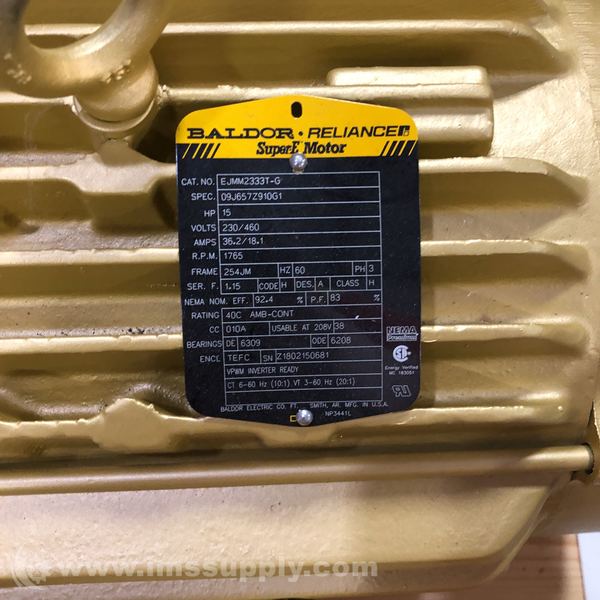 BALDOR • RELIANCE
Super-E Motor
CAT. NO. EJMM2333T-G
SPEC. 09J657Z910G1
HP 15
VOLTS 230/460
AMPS 36.2/18.1
R.P.M. 1765
FRAME 254JM HZ 60 PH 3
SER. F. 1.15 CODE H DES. A CLASS H
NEMA NOM. EFF. 92.4 % P.F. 83 %
RATING 40C AMB-CONT
CC 010A USABLE AT 208V 38
BEARINGS DE 6309 ODE 6208
ENCL TEFC SN Z1802150681
VPWM INVERTER READY
CT 6-60 Hz (10:1) VT 3-60 Hz (20:1)
NEMA
Premium
Energy Verified
MC 183051
BALDOR ELECTRIC CO. FT. SMITH, AR. MFG. IN U.S.A.
NP3441L
© www.imssupply.com